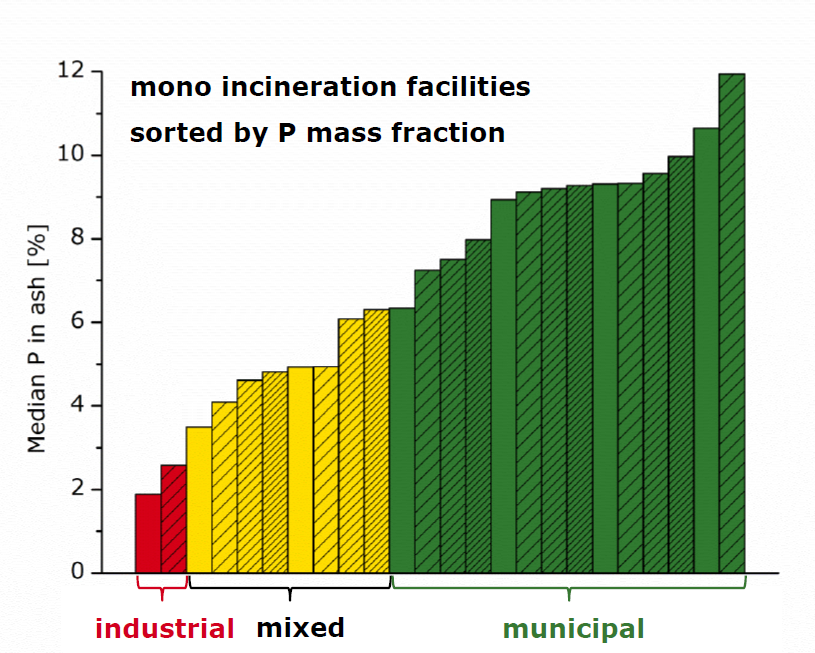 mono incineration facilities
sorted by P mass fraction
Median P in ash [%]
12
10
8
6
4
2
0
industrial mixed municipal